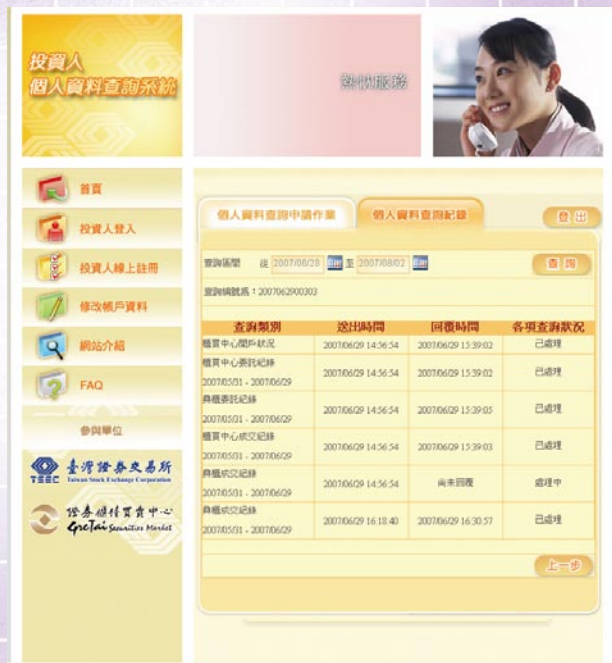 投資人
個人資料查詢系統
熱忱服務
首頁
投資人登入
投資人線上註冊
修改帳戶資料
網站介紹
FAQ
參與單位
臺灣證券交易所
TSEC Taiwan Stock Exchange Corporation
證券櫃檯買賣中心
GreTai Securities Market
個人資料查詢申請作業 個人資料查詢紀錄 登出
查詢區間 從 2007/06/28 至 2007/08/02 查詢
查詢編號為：2007062900303
查詢類別 送出時間 回覆時間 各項查詢狀況
櫃買中心開戶狀況 2007/06/29 14:56:54 2007/06/29 15:39:02 已處理
櫃買中心委託紀錄
2007/05/31 - 2007/06/29 2007/06/29 14:56:54 2007/06/29 15:39:02 已處理
興櫃委託紀錄
2007/05/31 - 2007/06/29 2007/06/29 14:56:54 2007/06/29 15:39:05 已處理
櫃買中心成交紀錄
2007/05/31 - 2007/06/29 2007/06/29 14:56:54 2007/06/29 15:39:03 已處理
興櫃成交紀錄
2007/05/31 - 2007/06/29 2007/06/29 14:56:54 尚未回覆 處理中
興櫃成交紀錄
2007/05/31 - 2007/06/29 2007/06/29 16:18:40 2007/06/29 16:30:57 已處理
上一步